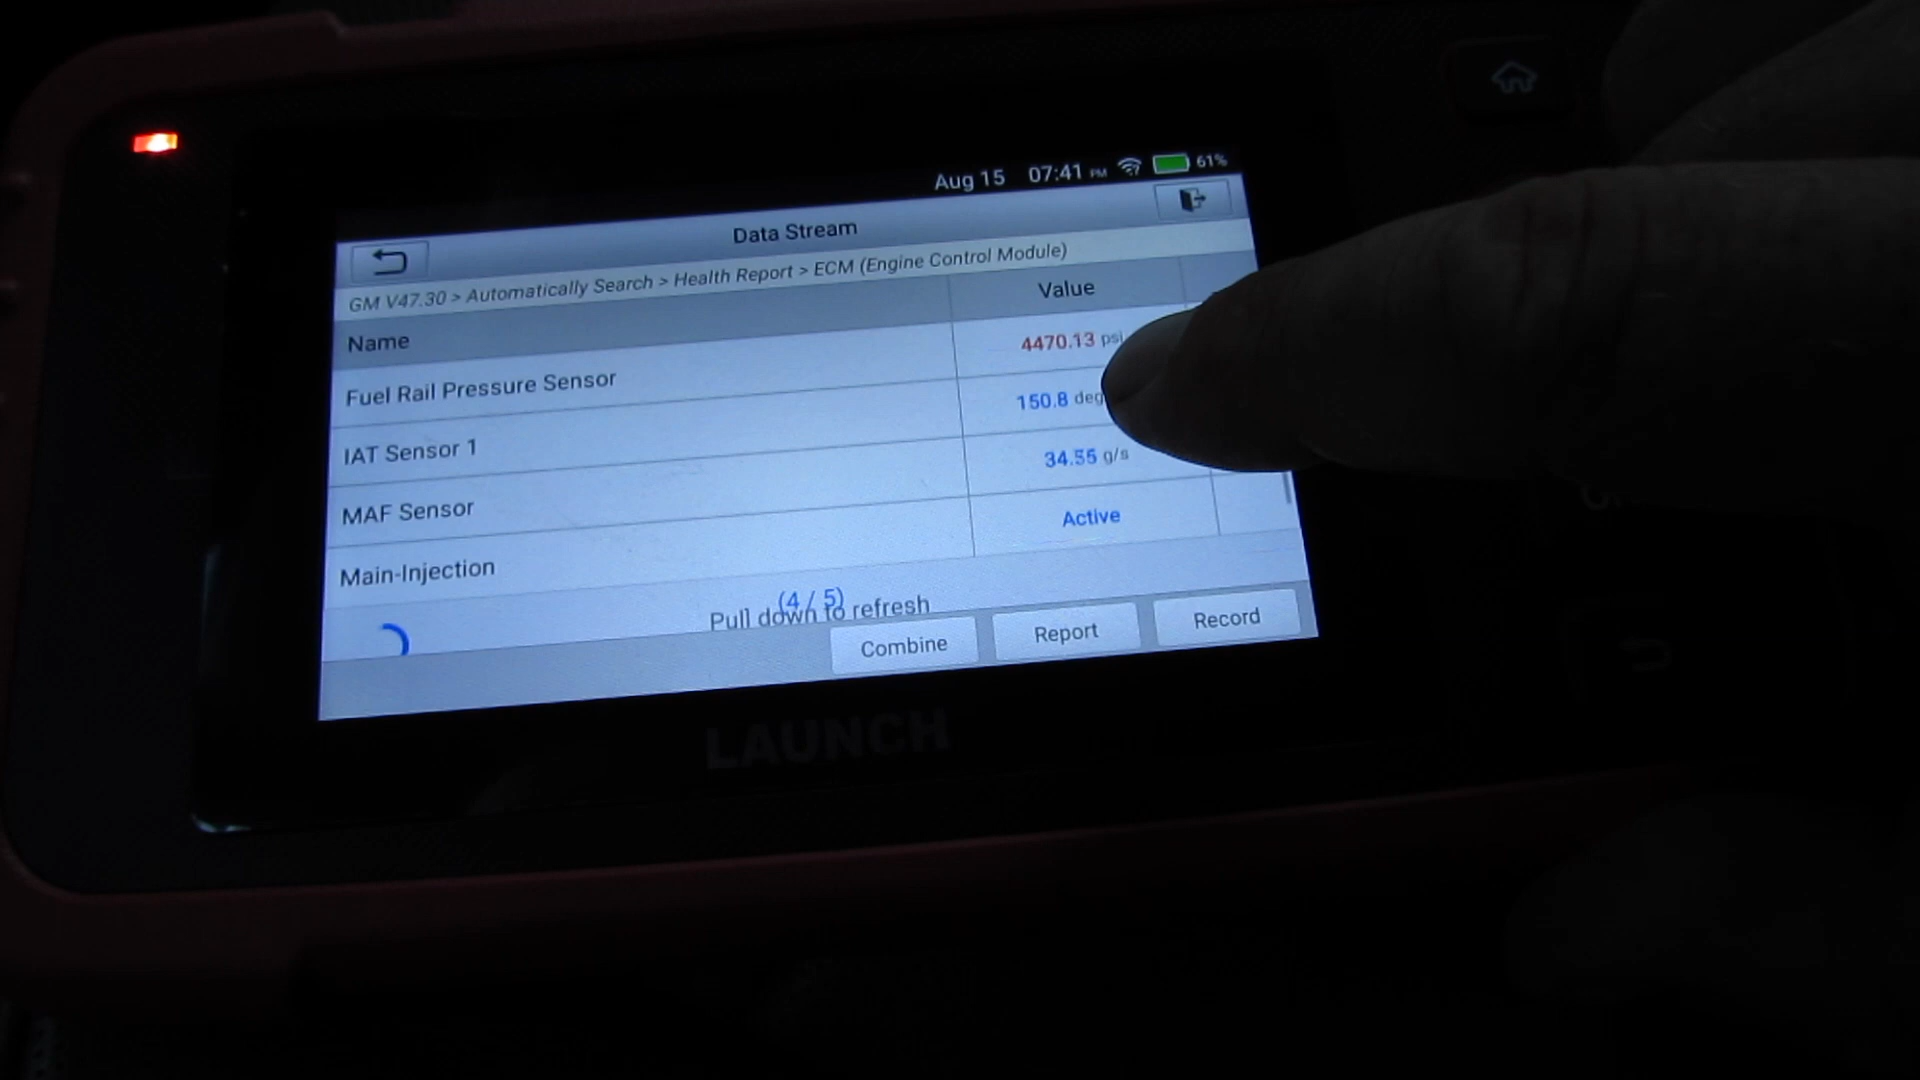 Aug 15 07:41 PM 61%
Data Stream
GM V47.30 > Automatically Search > Health Report > ECM (Engine Control Module)
Name Value
Fuel Rail Pressure Sensor 4470.13 psi
IAT Sensor 1 150.8 deg
MAF Sensor 34.55 g/s
Main-Injection Active
(4 / 5)
Pull down to refresh
Combine Report Record
LAUNCH